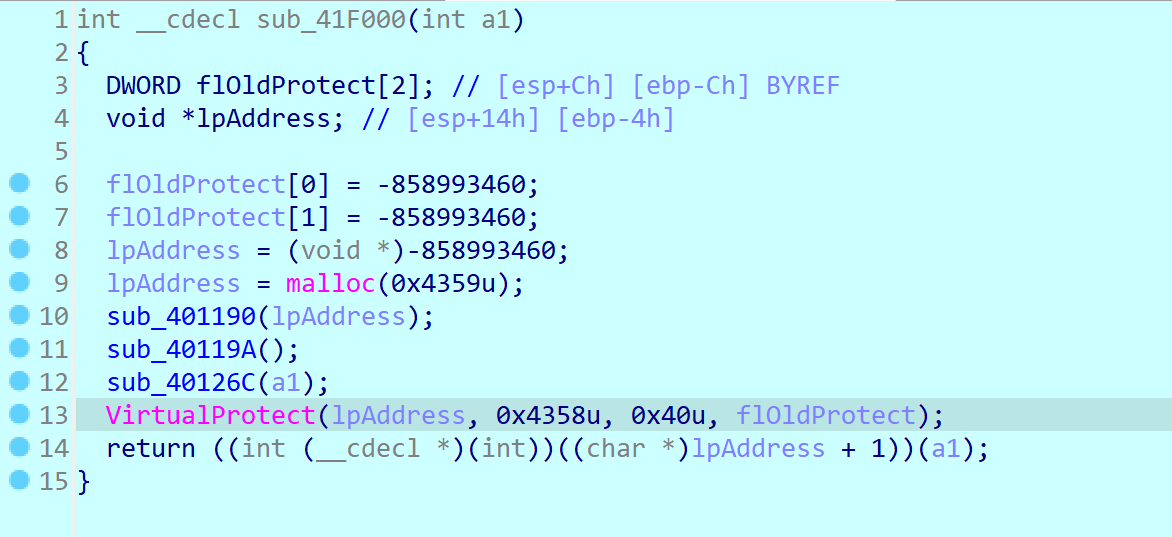 1 int __cdecl sub_41F000(int a1)
2 {
3   DWORD flOldProtect[2]; // [esp+Ch] [ebp-Ch] BYREF
4   void *lpAddress; // [esp+14h] [ebp-4h]
5
6   flOldProtect[0] = -858993460;
7   flOldProtect[1] = -858993460;
8   lpAddress = (void *)-858993460;
9   lpAddress = malloc(0x4359u);
10   sub_401190(lpAddress);
11   sub_40119A();
12   sub_40126C(a1);
13   VirtualProtect(lpAddress, 0x4358u, 0x40u, flOldProtect);
14   return ((int (__cdecl *)(int))((char *)lpAddress + 1))(a1);
15 }